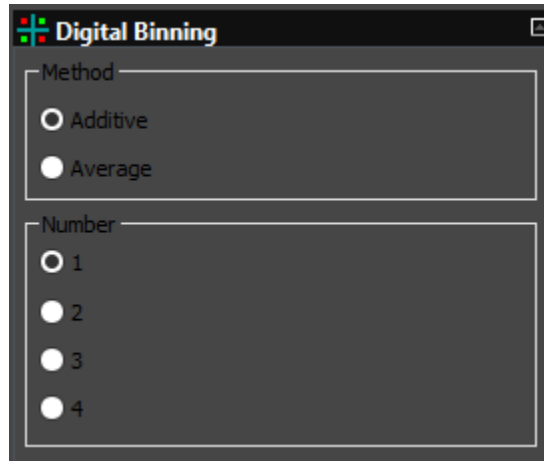 Digital Binning
Method
Additive
Average
Number
1
2
3
4